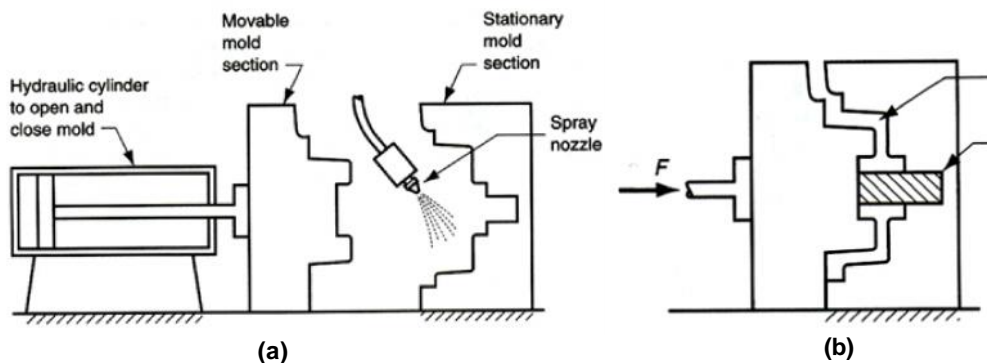 Movable
mold
section
Stationary
mold
section
Hydraulic cylinder
to open and
close mold
Spray
nozzle
F
(a)
(b)